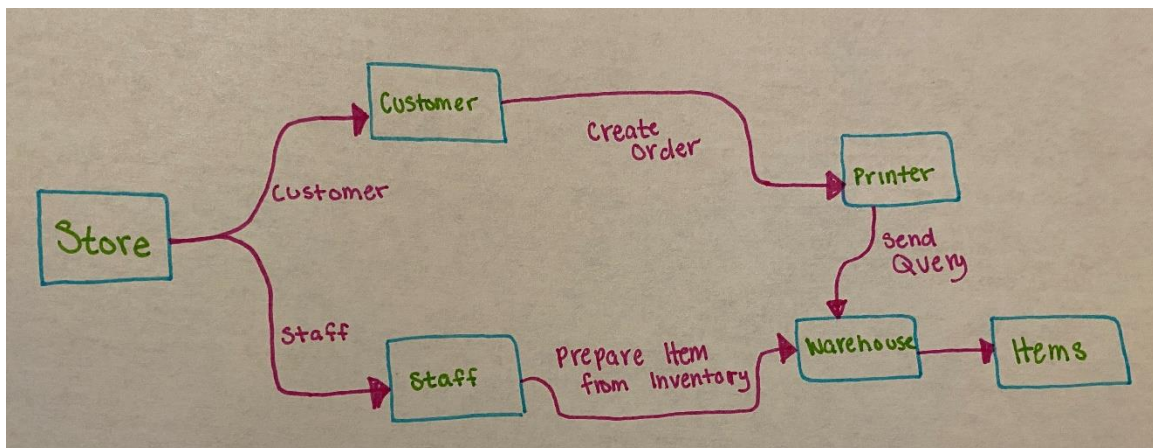 Customer
Create
Order
Printer
Customer
Store
Send
Query
Staff
Prepare Item
from Inventory
Warehouse
Items
Staff